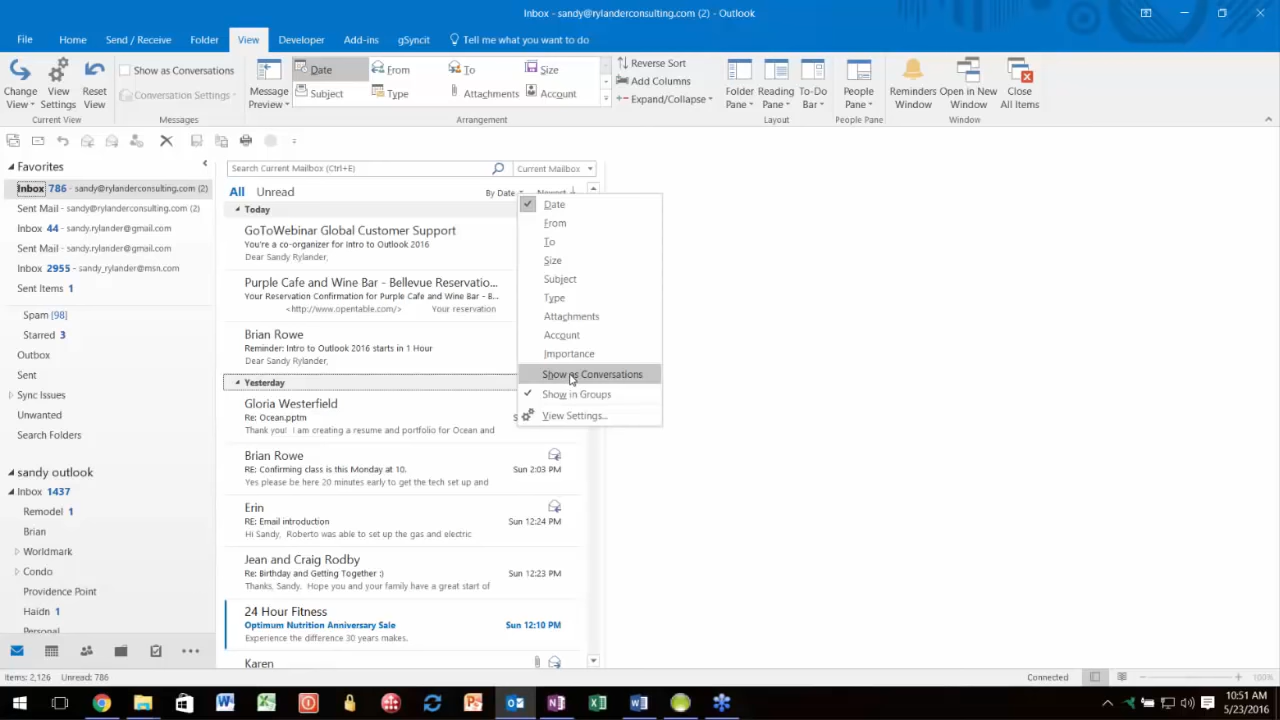 Inbox - sandy@rylanderconsulting.com (2) - Outlook
File Home Send / Receive Folder View Developer Add-ins gSyncit Tell me what you want to do
Change View View Settings Reset View
Current View
Show as Conversations
Conversation Settings
Messages
Message Preview
Date From To Size
Subject Type Attachments Account
Reverse Sort
Add Columns
Expand/Collapse
Arrangement
Folder Pane Reading Pane To-Do Bar
Layout
People Pane
People Pane
Reminders Window Open in New Window Close All Items
Window
Favorites
Inbox 786 - sandy@rylanderconsulting.com (2)
Sent Mail - sandy@rylanderconsulting.com (2)
Inbox 44 - sandy.rylander@gmail.com
Sent Mail - sandy.rylander@gmail.com
Inbox 2955 - sandy_rylander@msn.com
Sent Items 1
Spam [98]
Starred 3
Outbox
Sent
Sync Issues
Unwanted
Search Folders
sandy outlook
Inbox 1437
Remodel 1
Brian
Worldmark
Condo
Providence Point
Haidn 1
Personal
Search Current Mailbox (Ctrl+E) Current Mailbox
All Unread By Date Newest
Today
GoToWebinar Global Customer Support
You're a co-organizer for Intro to Outlook 2016
Dear Sandy Rylander,
Purple Cafe and Wine Bar - Bellevue Reservatio...
Your Reservation Confirmation for Purple Cafe and Wine Bar - B...
<http://www.opentable.com/> Your reservation
Brian Rowe
Reminder: Intro to Outlook 2016 starts in 1 Hour
Dear Sandy Rylander,
Yesterday
Gloria Westerfield
Re: Ocean.pptm
Thank you! I am creating a resume and portfolio for Ocean and
Brian Rowe
RE: Confirming class is this Monday at 10. Sun 2:03 PM
Yes please be here 20 minutes early to get the tech set up and
Erin
RE: Email introduction Sun 12:24 PM
Hi Sandy, Roberto was able to set up the gas and electric
Jean and Craig Rodby
Re: Birthday and Getting Together :) Sun 12:23 PM
Thanks, Sandy. Hope you and your family have a great start of
24 Hour Fitness
Optimum Nutrition Anniversary Sale Sun 12:10 PM
Experience the difference 30 years makes.
Karen
Date
From
To
Size
Subject
Type
Attachments
Account
Importance
Show as Conversations
Show in Groups
View Settings...
Items: 2,126 Unread: 786 Connected 100%
10:51 AM
5/23/2016